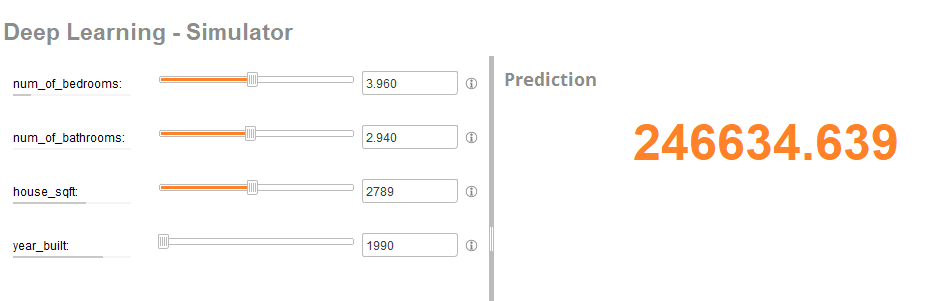 Deep Learning - Simulator
num_of_bedrooms:
3.960
num_of_bathrooms:
2.940
house_sqft:
2789
year_built:
1990
Prediction
246634.639